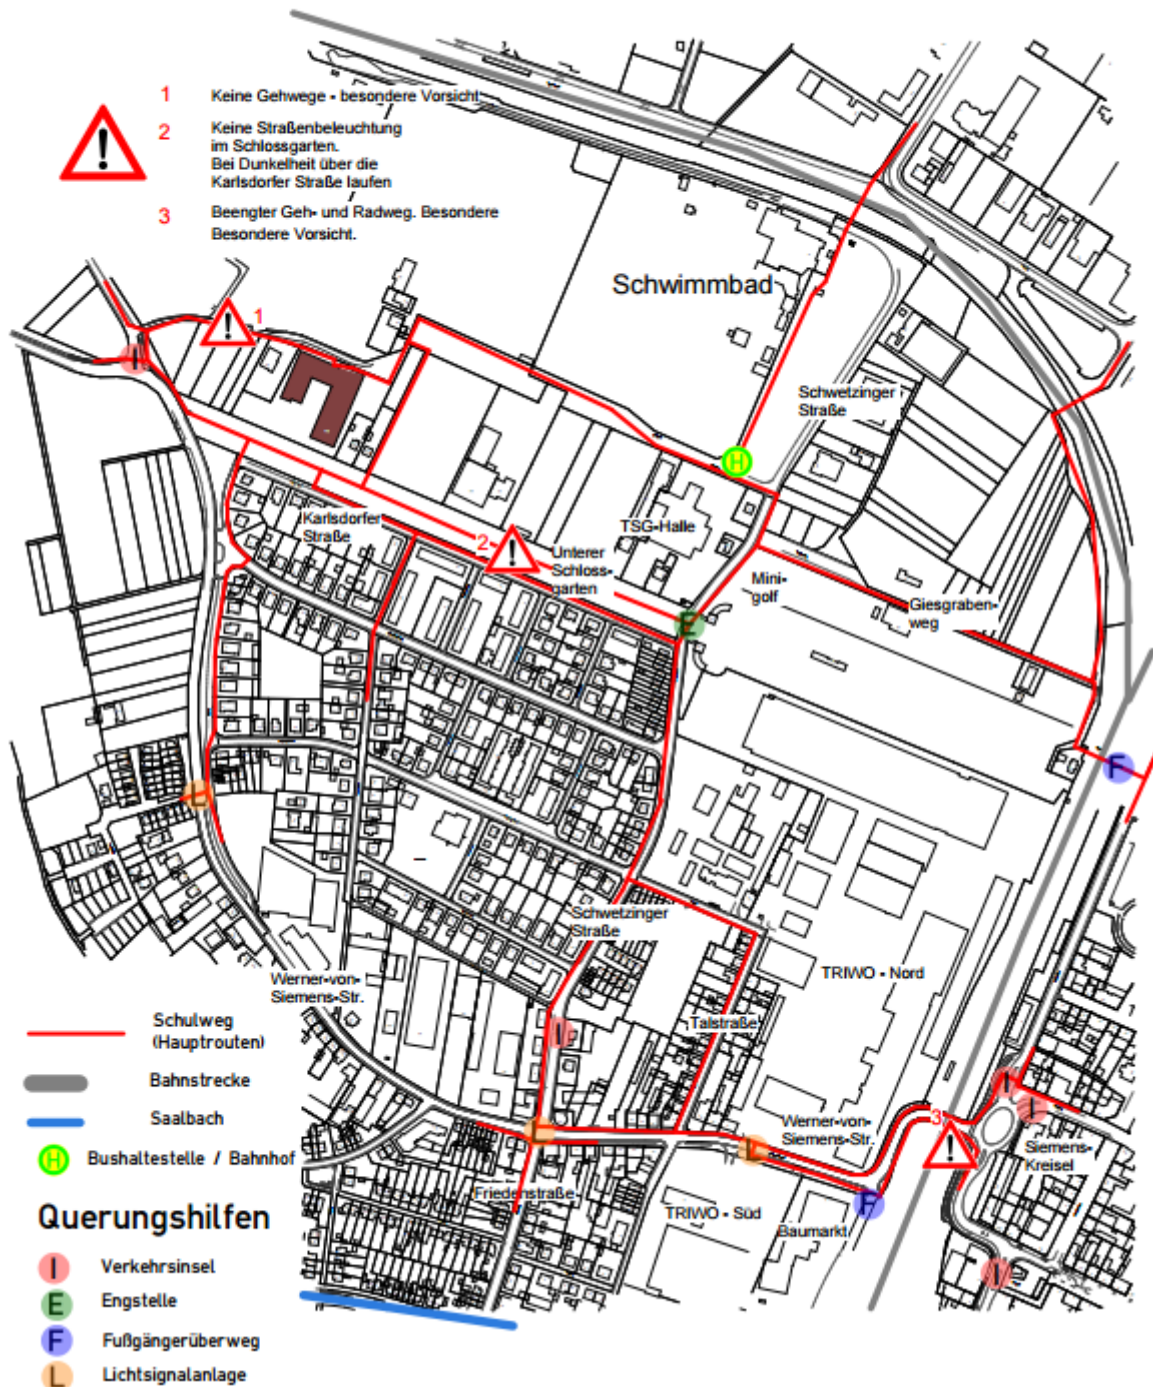 1 Keine Gehwege - besondere Vorsicht
2 Keine Straßenbeleuchtung
im Schlossgarten.
Bei Dunkelheit über die
Karlsdorfer Straße laufen
3 Beengter Geh- und Radweg. Besondere
Besondere Vorsicht.
!
Schwimmbad
! 1
I
Schwetzinger
Straße
H
Karlsdorfer
Straße
TSG-Halle
2 !
Unterer
Schloss-
garten
Mini-
golf
Giesgraben-
weg
E
F
L
Schwetzinger
Straße
TRIWO - Nord
Werner-von-
Siemens-Str.
Talstraße
I
I
I
3 !
L
L
Werner-von-
Siemens-Str.
Siemens-
Kreisel
Friedenstraße
TRIWO - Süd
F
Baumarkt
I
Schulweg
(Hauptrouten)
Bahnstrecke
Saalbach
H Bushaltestelle / Bahnhof
Querungshilfen
I Verkehrsinsel
E Engstelle
F Fußgängerüberweg
L Lichtsignalanlage